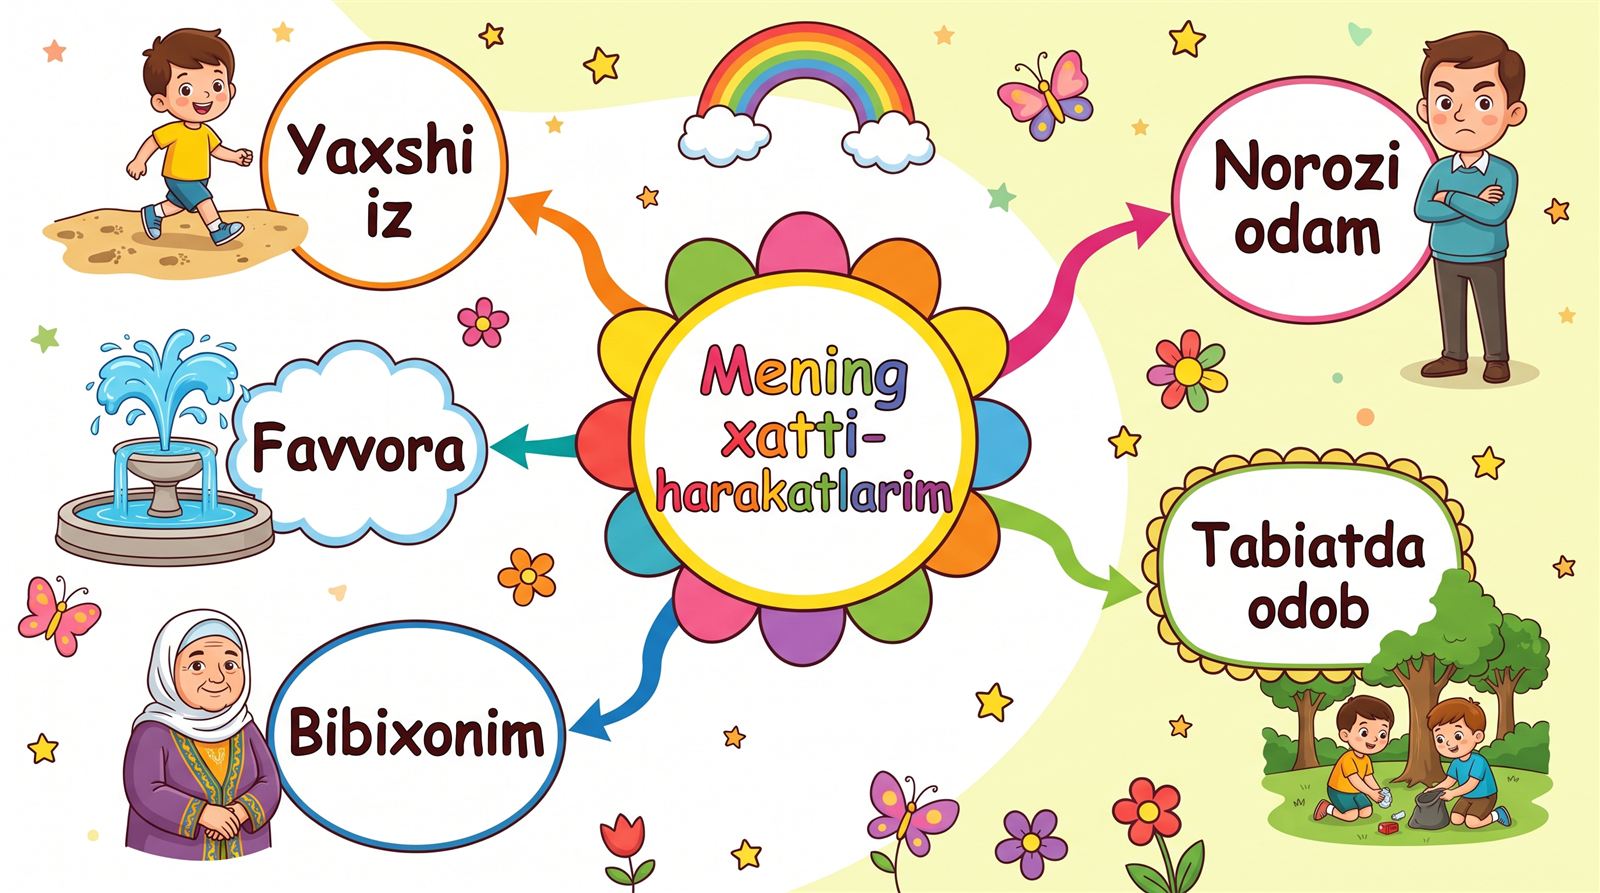 Yaxshi
iz
Norozi
odam
Mening
xatti-
harakatlarim
Favvora
Tabiatda
odob
Bibixonim